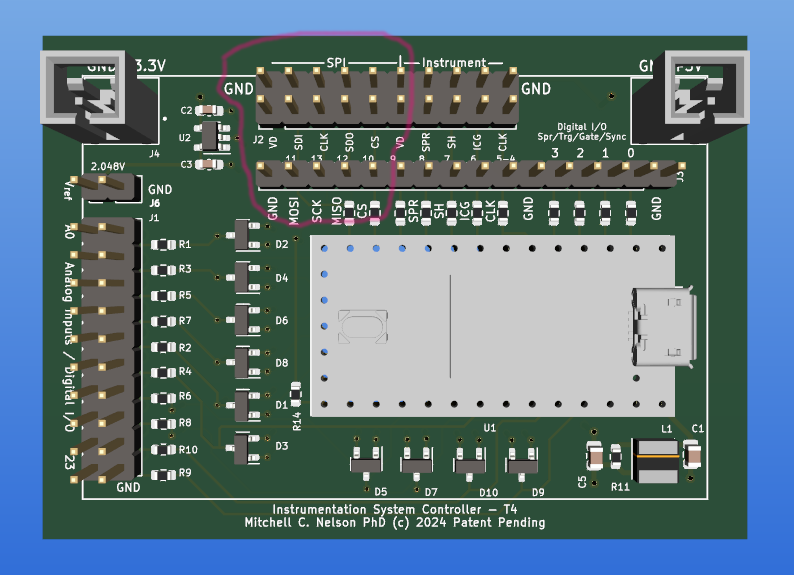 SPI Instrument
GND 3.3V
GND GND
GND 5V
C2
U2
C3
J4
J2 VD SDI CLK SDO CS VD SPR SH ICG CLK
Digital I/O
Spr/Trg/Gate/Sync
3 2 1 0
11 13 12 10 9 8 7 6 5-4
J3
2.048V
Vref GND
J6
J1
GND MOSI SCK MISO CS SPR SH ICG CLK GND GND
A0
Analog Inputs / Digital I/O
23
GND
R1 D2
R3 D4
R5
R7 D6
R2
R4 D8
R6 D1
R8
R10 D3
R9
R14
U1
L1 C1
D5 D7 D10 D9
C5 R11
Instrumentation System Controller – T4
Mitchell C. Nelson PhD (c) 2024 Patent Pending